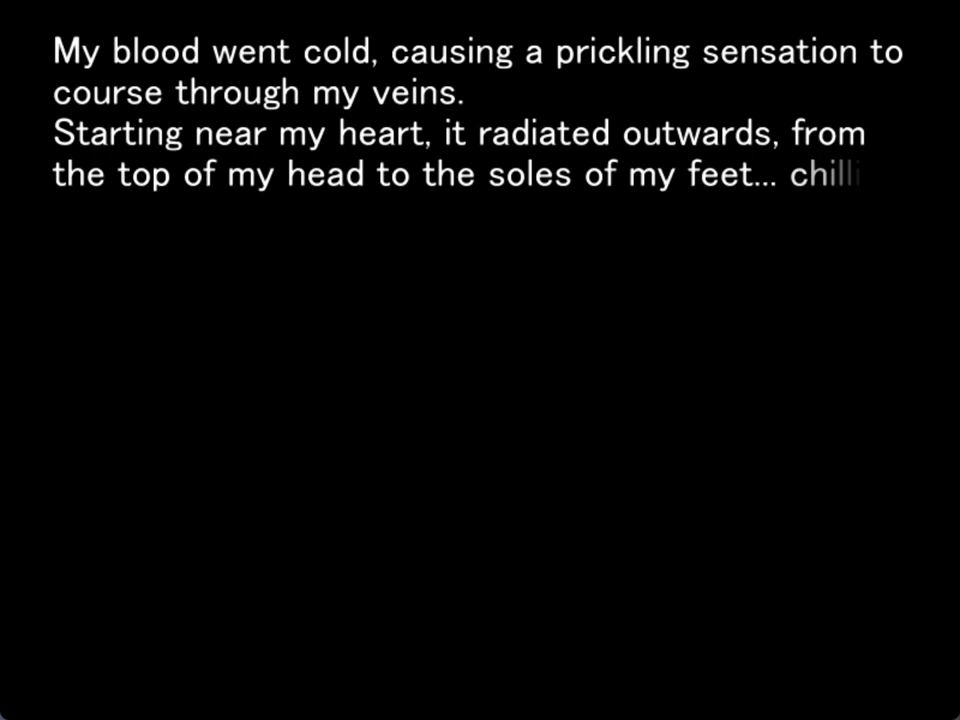 My blood went cold, causing a prickling sensation to
course through my veins.
Starting near my heart, it radiated outwards, from
the top of my head to the soles of my feet... chilli